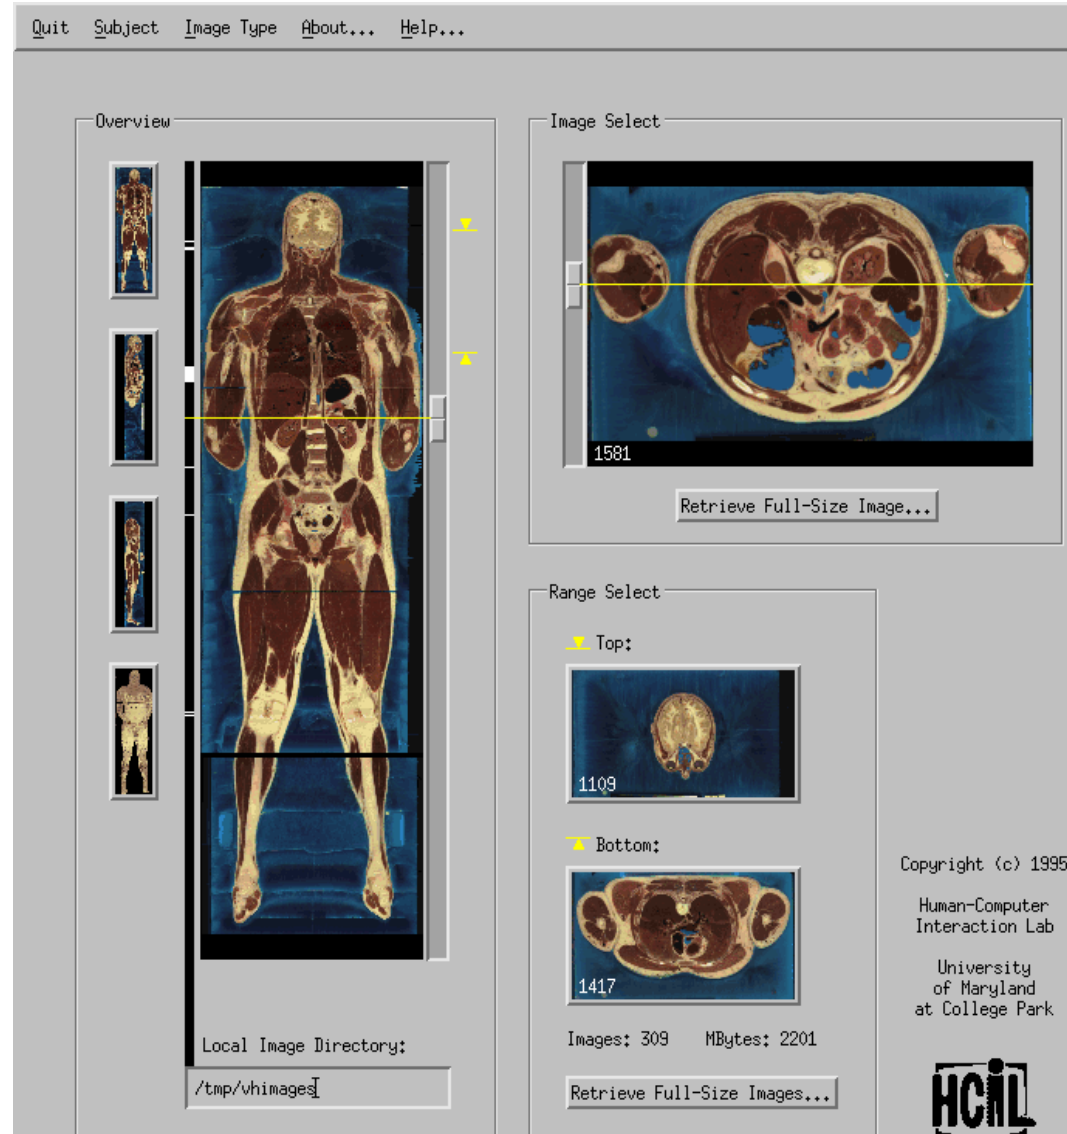 Quit Subject Image Type About... Help...
Overview
Image Select
1581
Retrieve Full-Size Image...
Range Select
Top:
1109
Bottom:
1417
Images: 309 MBytes: 2201
Retrieve Full-Size Images...
Local Image Directory:
/tmp/vhimages
Copyright (c) 1995
Human-Computer
Interaction Lab
University
of Maryland
at College Park
HCIL